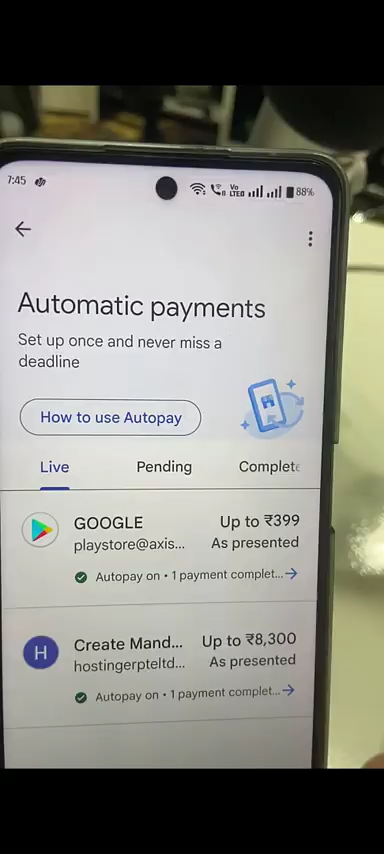 7:45
Vo
LTE
88%
Automatic payments
Set up once and never miss a
deadline
How to use Autopay
Live Pending Complete
GOOGLE Up to ₹399
playstore@axis... As presented
Autopay on • 1 payment complet...
H Create Mand... Up to ₹8,300
hostingerpteltd... As presented
Autopay on • 1 payment complet...